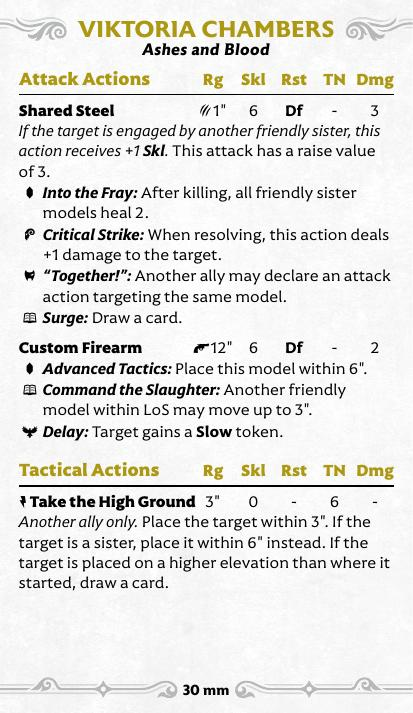 VIKTORIA CHAMBERS
Ashes and Blood
Attack Actions Rg Skl Rst TN Dmg
Shared Steel 1" 6 Df - 3
If the target is engaged by another friendly sister, this
action receives +1 Skl. This attack has a raise value
of 3.
Into the Fray: After killing, all friendly sister
models heal 2.
Critical Strike: When resolving, this action deals
+1 damage to the target.
“Together!”: Another ally may declare an attack
action targeting the same model.
Surge: Draw a card.
Custom Firearm 12" 6 Df - 2
Advanced Tactics: Place this model within 6".
Command the Slaughter: Another friendly
model within LoS may move up to 3".
Delay: Target gains a Slow token.
Tactical Actions Rg Skl Rst TN Dmg
Take the High Ground 3" 0 - 6 -
Another ally only. Place the target within 3". If the
target is a sister, place it within 6" instead. If the
target is placed on a higher elevation than where it
started, draw a card.
30 mm